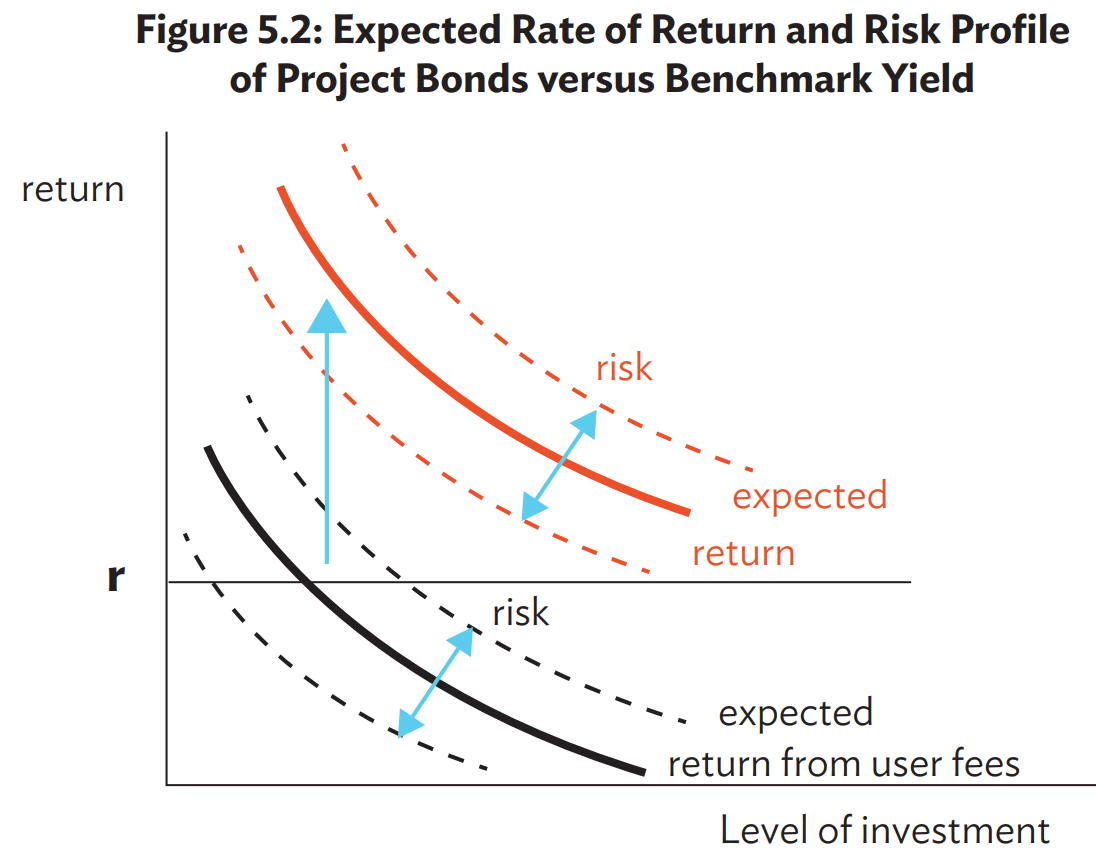 Figure 5.2: Expected Rate of Return and Risk Profile
of Project Bonds versus Benchmark Yield
return
risk
expected
return
r
risk
expected
return from user fees
Level of investment